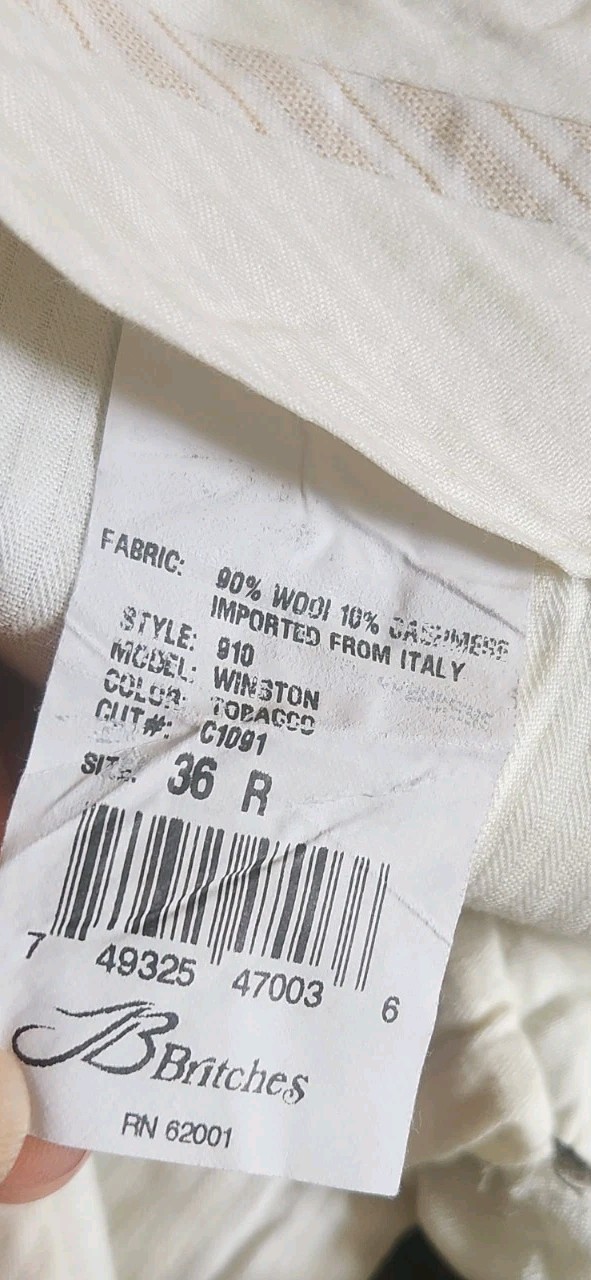 FABRIC: 90% WOOL 10% CASHMERE
IMPORTED FROM ITALY
STYLE: 910
MODEL: WINSTON
COLOR: TOBACCO
CUT#: C1091
SIZE: 36 R
7 49325 47003 6
JB Britches
RN 62001